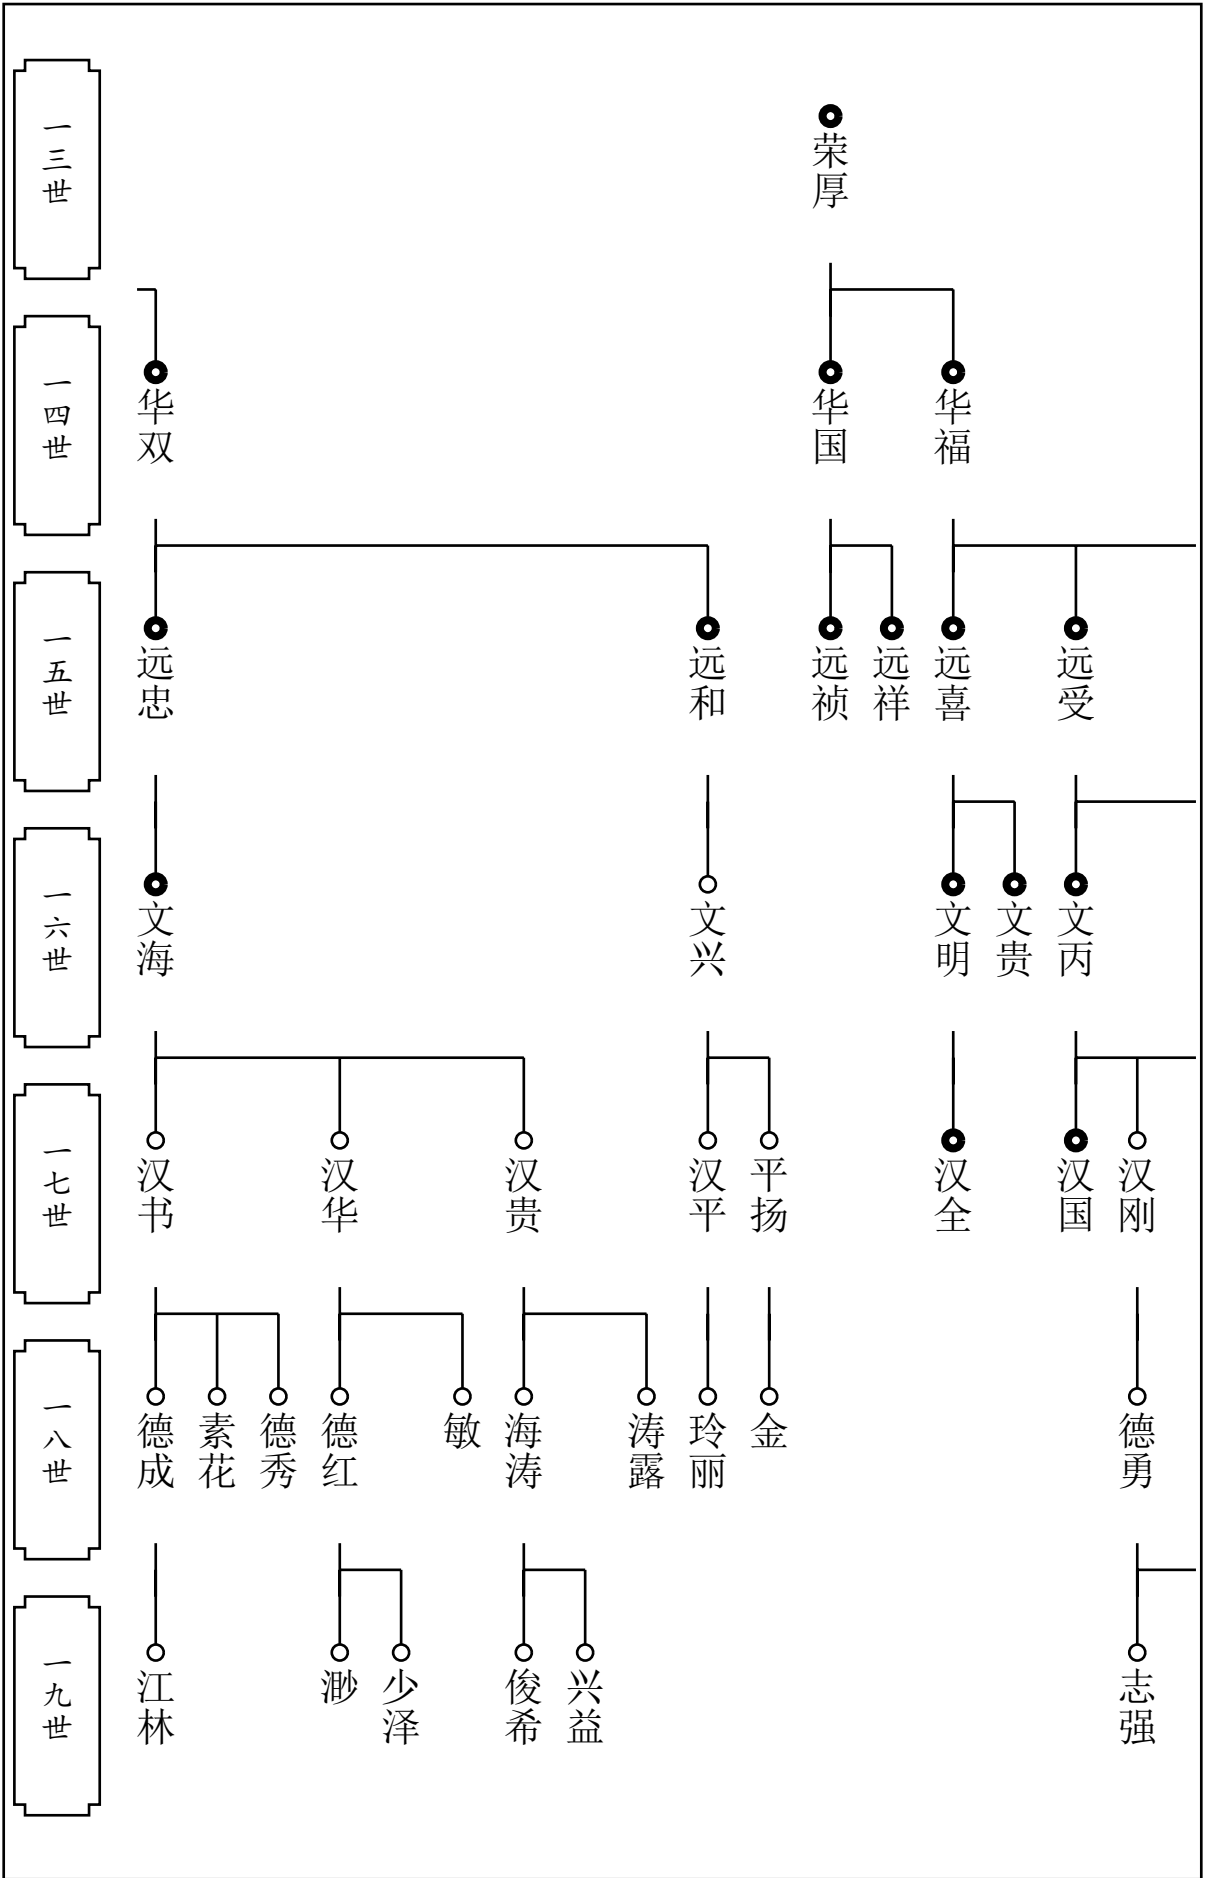 一三世
荣厚
一四世
华双
华国
华福
一五世
远忠
远和
远祯
远祥
远喜
远受
一六世
文海
文兴
文明
文贵
文丙
一七世
汉书
汉华
汉贵
汉平
平扬
汉全
汉国
汉刚
一八世
德成
素花
德秀
德红
敏
海涛
涛露
玲丽
金
德勇
一九世
江林
渺
少泽
俊希
兴益
志强